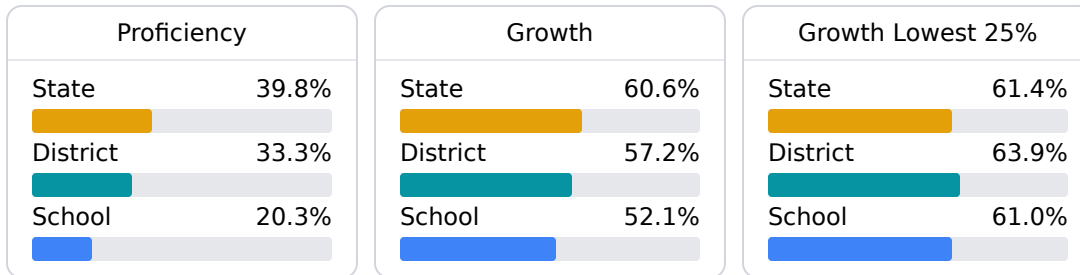 Proficiency
State 39.8%
District 33.3%
School 20.3%
Growth
State 60.6%
District 57.2%
School 52.1%
Growth Lowest 25%
State 61.4%
District 63.9%
School 61.0%